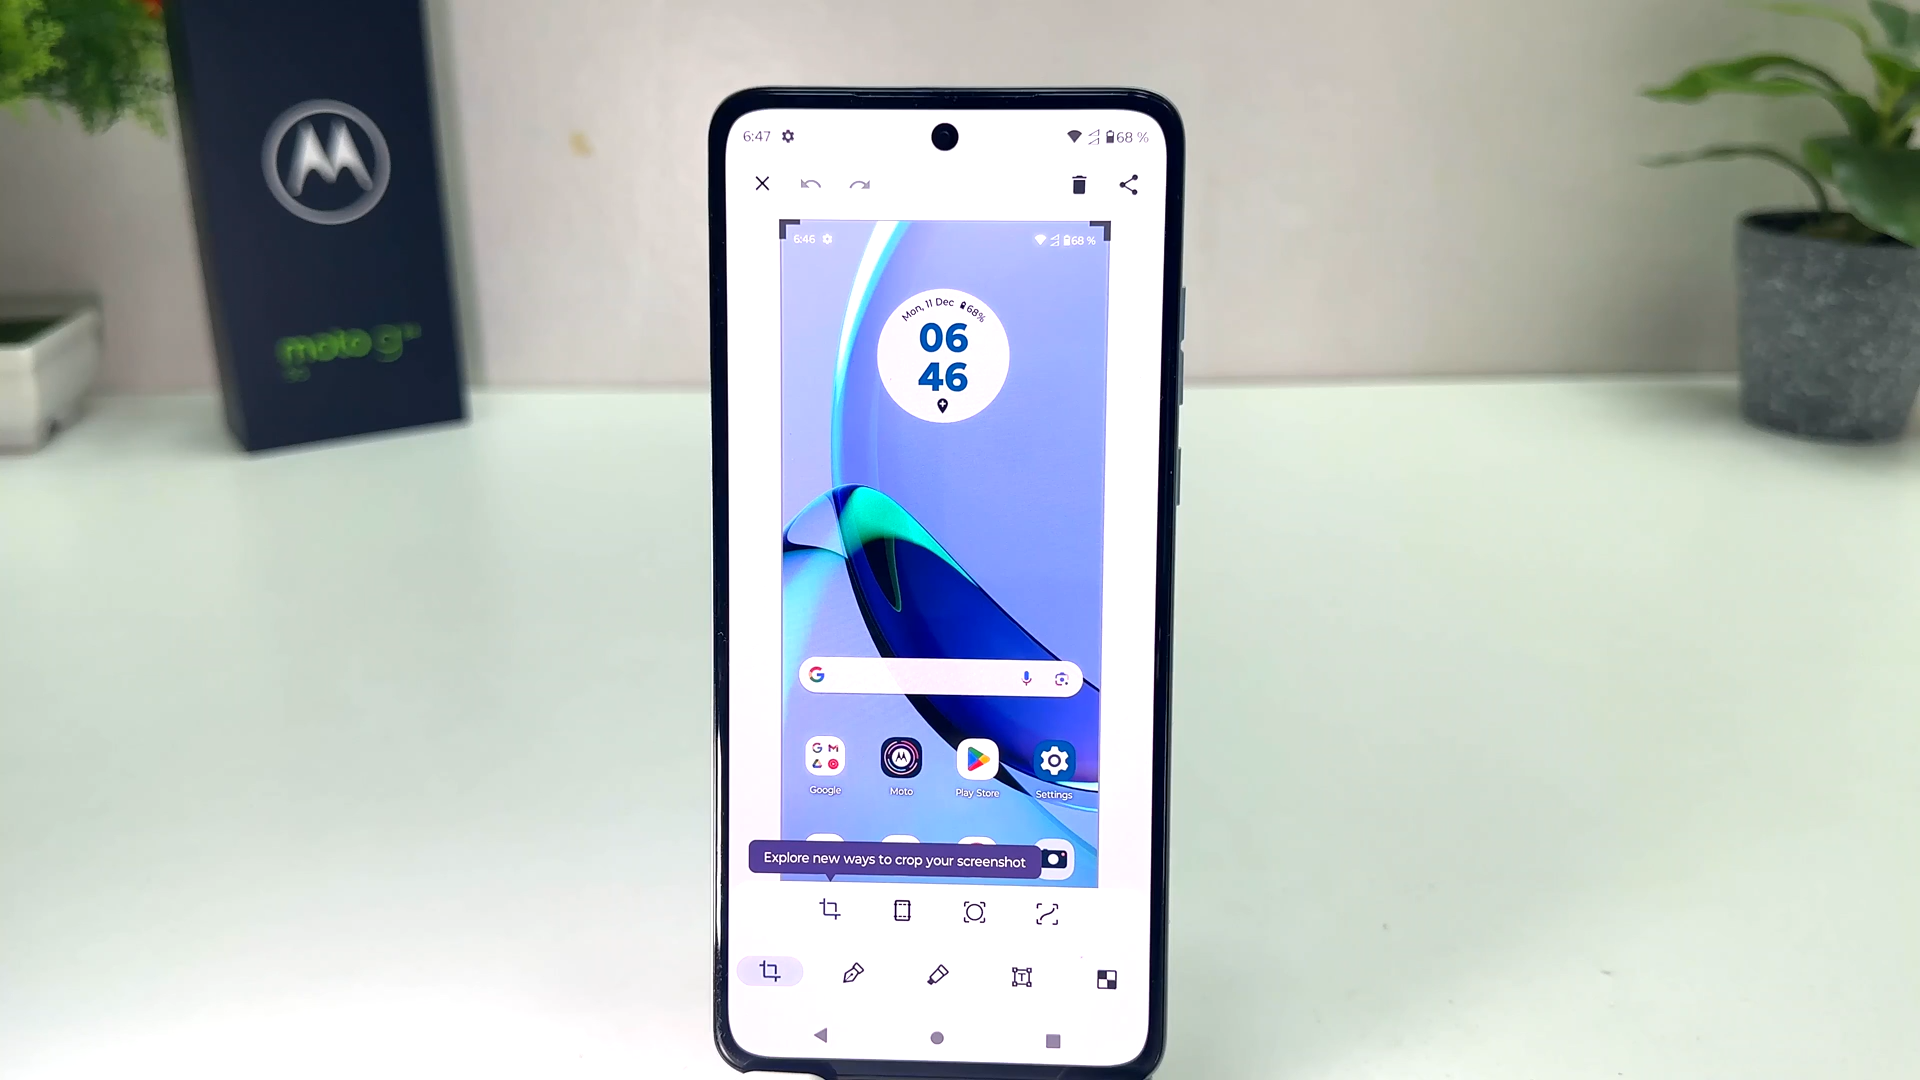 moto g
6:47
68 %
6:46
68 %
Mon, 11 Dec 68%
06
46
Google
Moto
Play Store
Settings
Explore new ways to crop your screenshot